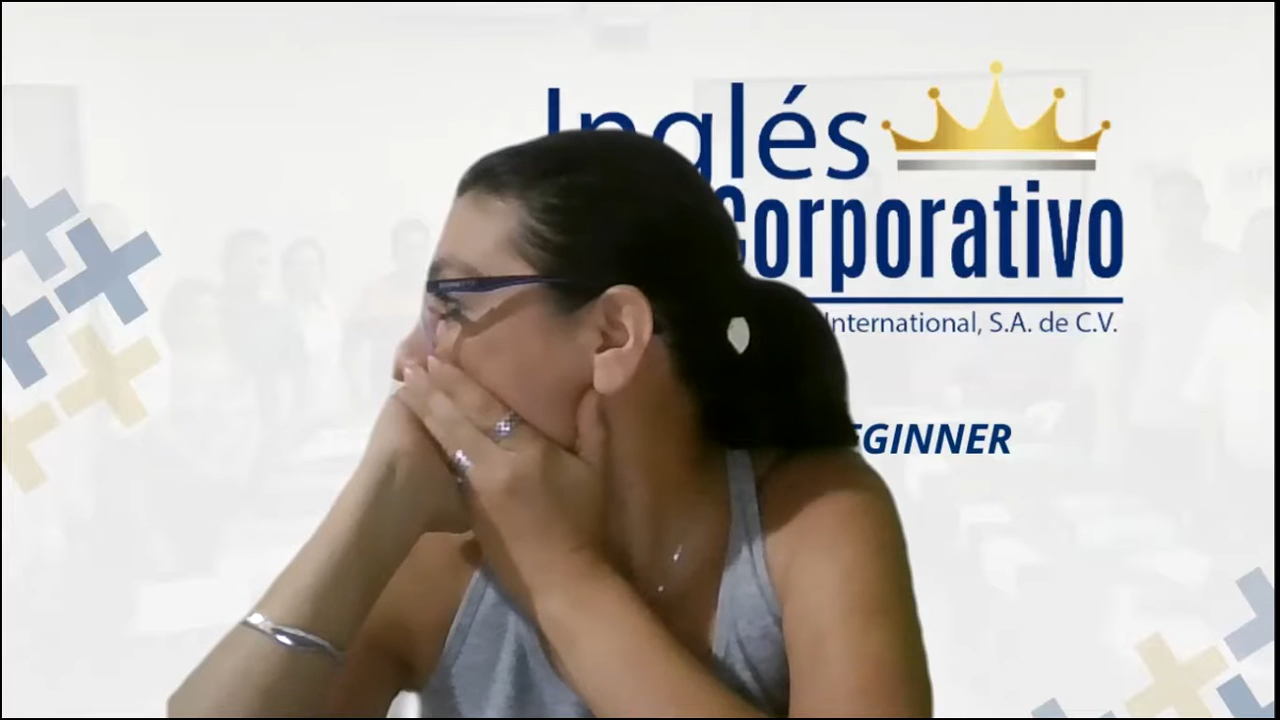 Inglés
Corporativo
International, S.A. de C.V.
EGINNER